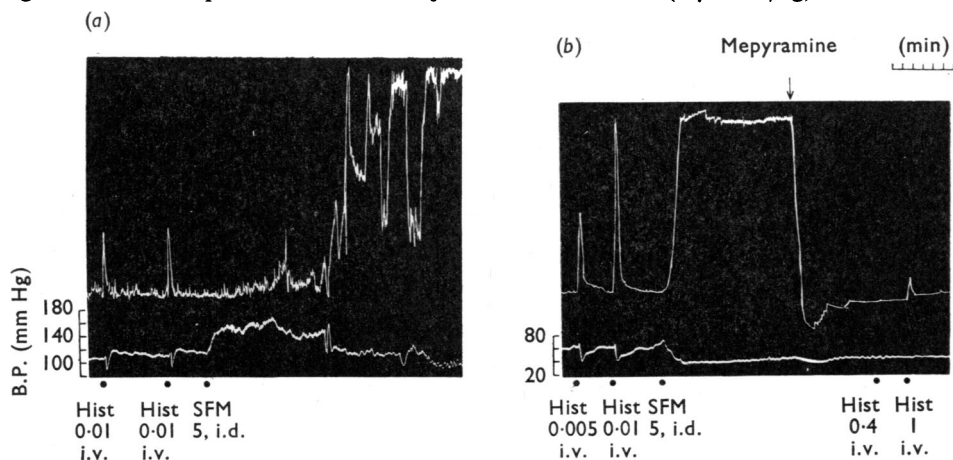 (a)
B.P. (mm Hg)
180
140
100
Hist Hist SFM
0·01 0·01 5, i.d.
i.v. i.v.
(b)
Mepyramine (min)
80
20
Hist Hist SFM Hist Hist
0·005 0·01 5, i.d. 0·4 1
i.v. i.v. i.v. i.v.